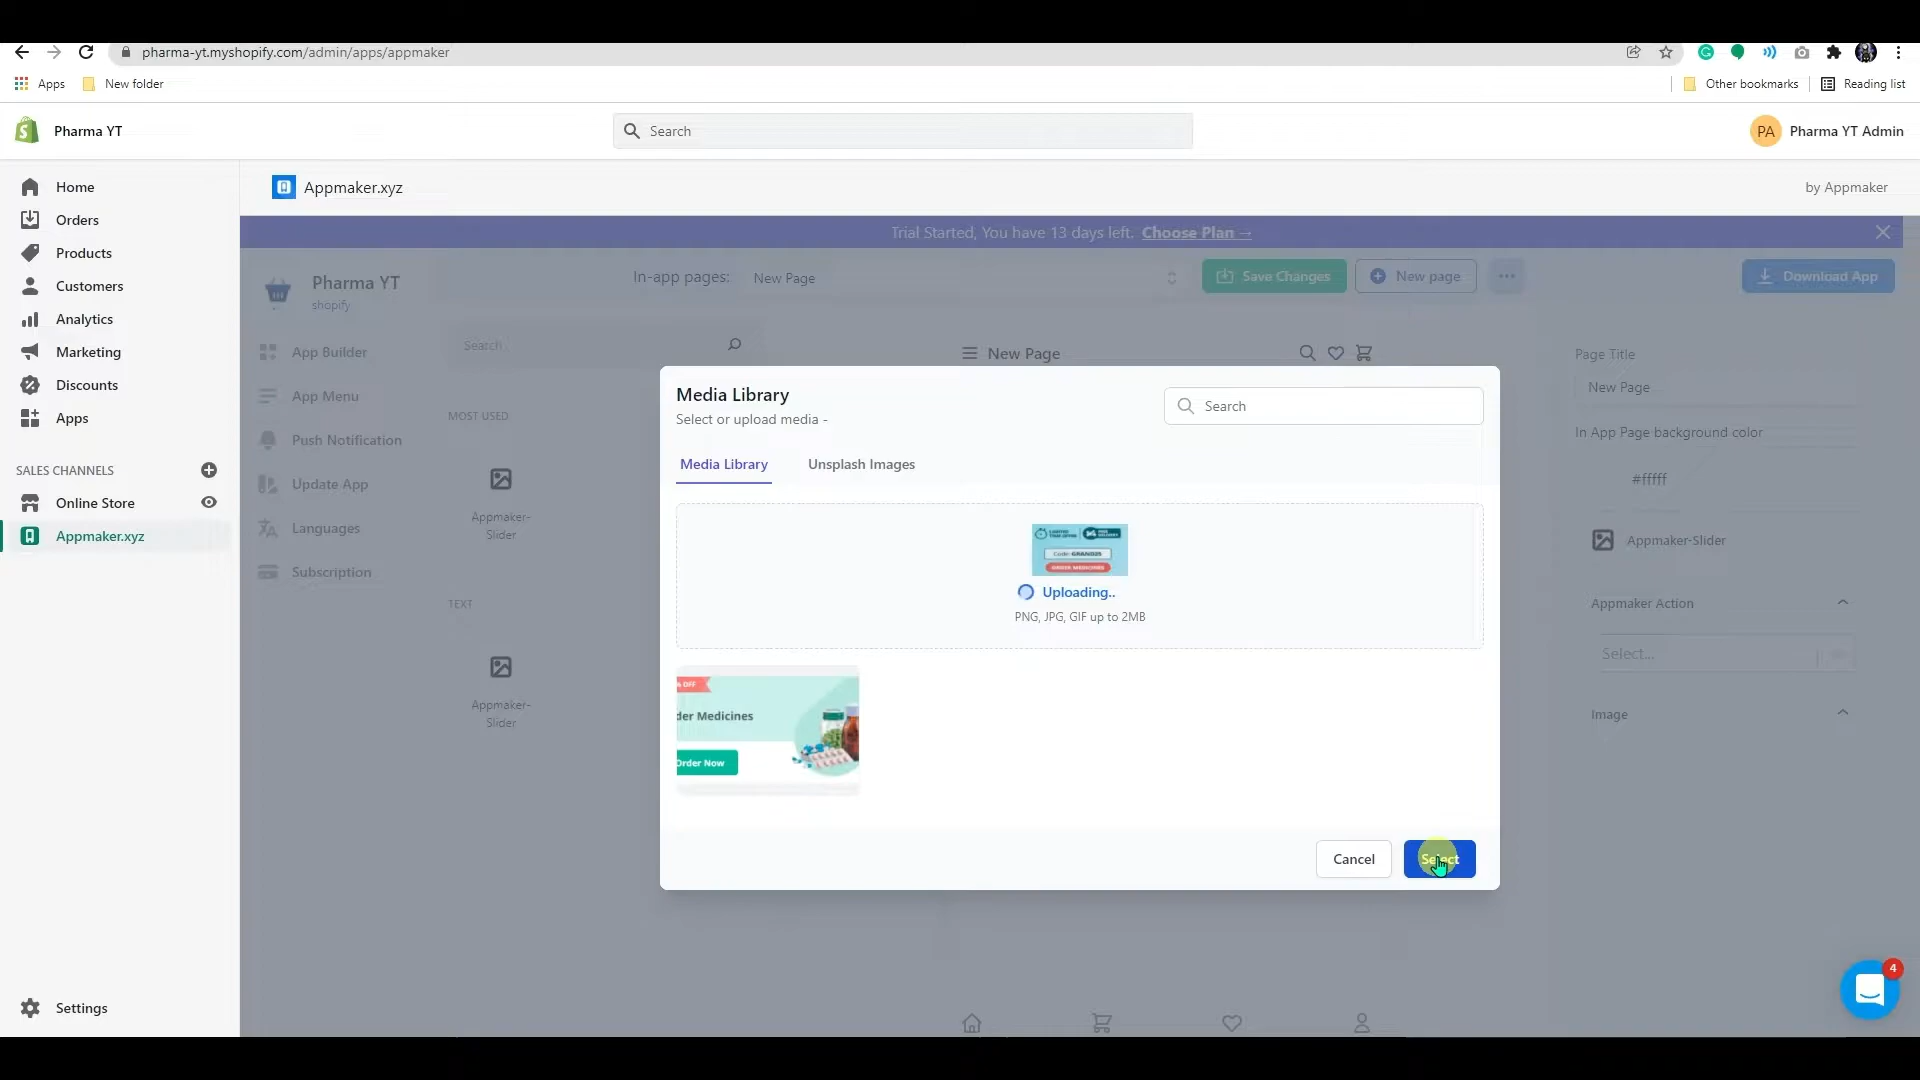 pharma-yt.myshopify.com/admin/apps/appmaker
Apps
New folder
Other bookmarks
Reading list
Pharma YT
Search
PA
Pharma YT Admin
Home
Orders
Products
Customers
Analytics
Marketing
Discounts
Apps
SALES CHANNELS
Online Store
Appmaker.xyz
Settings
Appmaker.xyz
by Appmaker
Trial Started, You have 13 days left. Choose Plan →
Pharma YT
shopify
In-app pages:
New Page
Save Changes
New page
Download App
App Builder
App Menu
Push Notification
Update App
Languages
Subscription
Search
MOST USED
Appmaker-
Slider
TEXT
Appmaker-
Slider
New Page
Media Library
Select or upload media -
Search
Media Library
Unsplash Images
Code GRAND25
ORDER MEDICINES
Uploading..
PNG, JPG, GIF up to 2MB
% OFF
der Medicines
Order Now
Cancel
Select
Page Title
New Page
In App Page background color
#fffff
Appmaker-Slider
Appmaker Action
Select...
Image
4